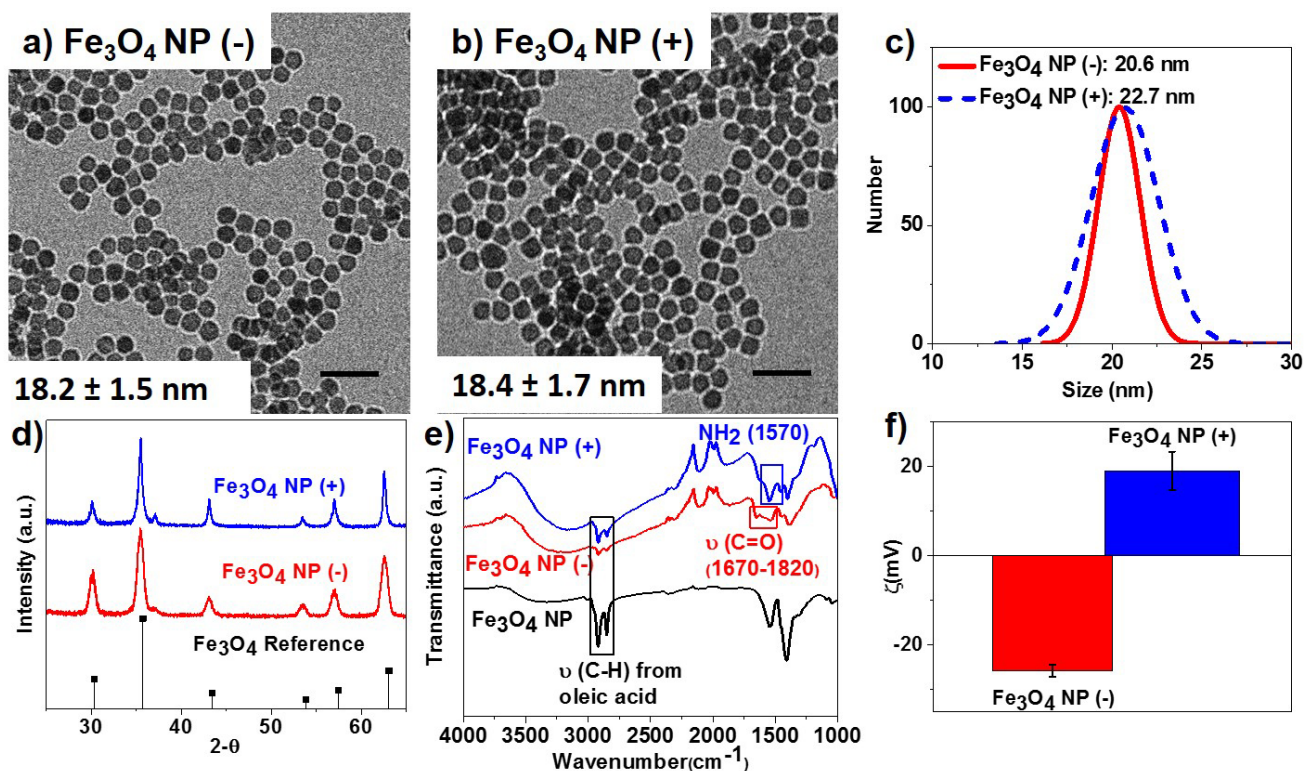 a) Fe₃O₄ NP (-)
18.2 ± 1.5 nm
b) Fe₃O₄ NP (+)
18.4 ± 1.7 nm
c)
Fe₃O₄ NP (-): 20.6 nm
Fe₃O₄ NP (+): 22.7 nm
100
50
0
Number
10 15 20 25 30
Size (nm)
d)
Fe₃O₄ NP (+)
Fe₃O₄ NP (-)
Fe₃O₄ Reference
Intensity (a.u.)
30 40 50 60
2-θ
e)
Fe₃O₄ NP (+)
NH₂ (1570)
Fe₃O₄ NP (-)
υ (C=O)
(1670-1820)
Fe₃O₄ NP
υ (C-H) from
oleic acid
Transmittance (a.u.)
4000 3500 3000 2500 2000 1500 1000
Wavenumber(cm⁻¹)
f)
Fe₃O₄ NP (+)
20
0
-20
ζ(mV)
Fe₃O₄ NP (-)